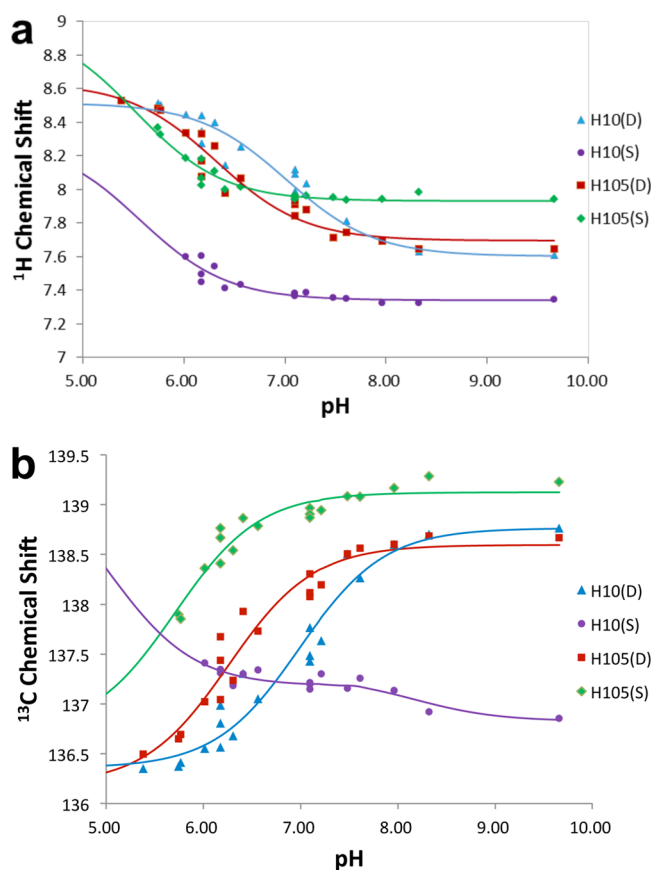 a
9
8.8
8.6
8.4
8.2
8
7.8
7.6
7.4
7.2
7
¹H Chemical Shift
5.00 6.00 7.00 8.00 9.00 10.00
pH
H10(D)
H10(S)
H105(D)
H105(S)
b
139.5
139
138.5
138
137.5
137
136.5
136
¹³C Chemical Shift
5.00 6.00 7.00 8.00 9.00 10.00
pH
H10(D)
H10(S)
H105(D)
H105(S)